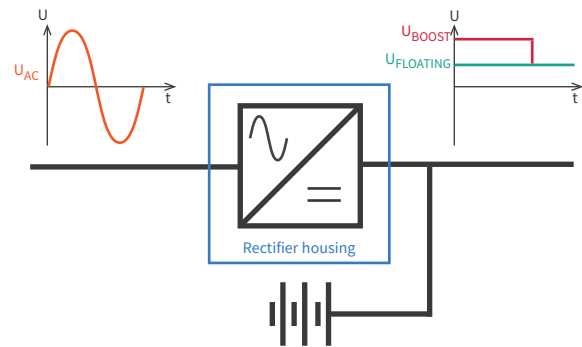 U
U
U_BOOST
U_AC
U_FLOATING
t
t
Rectifier housing